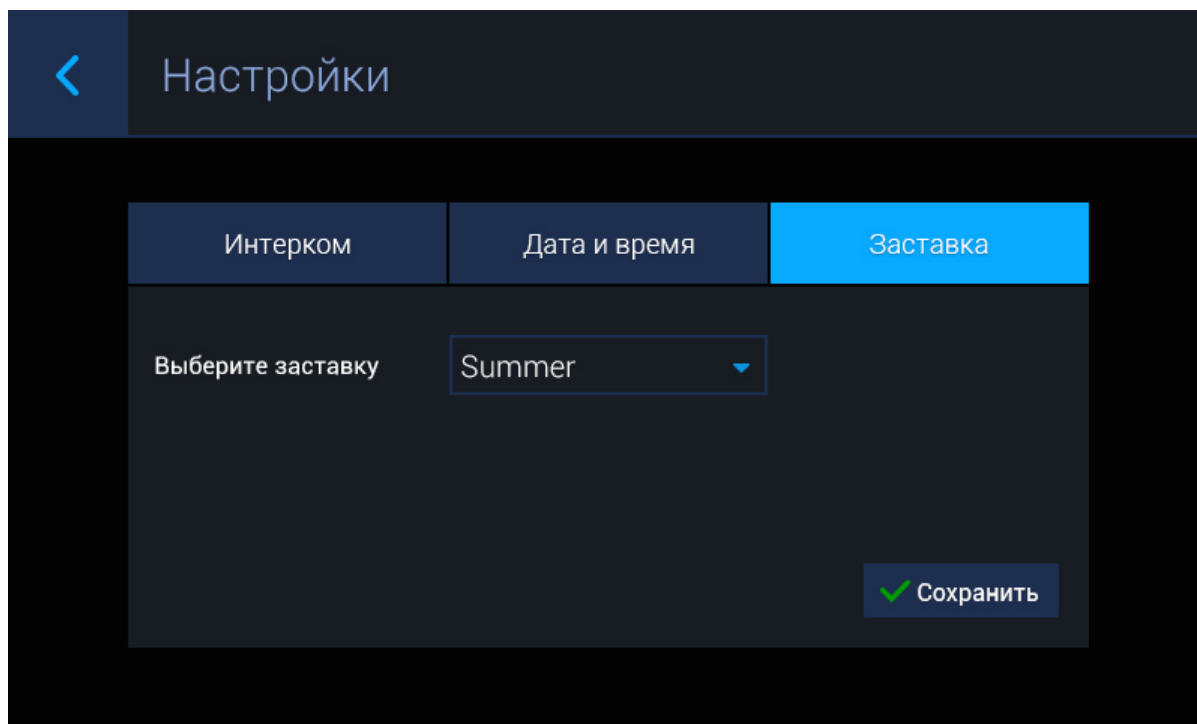 Настройки
Интерком Дата и время Заставка
Выберите заставку Summer
Сохранить